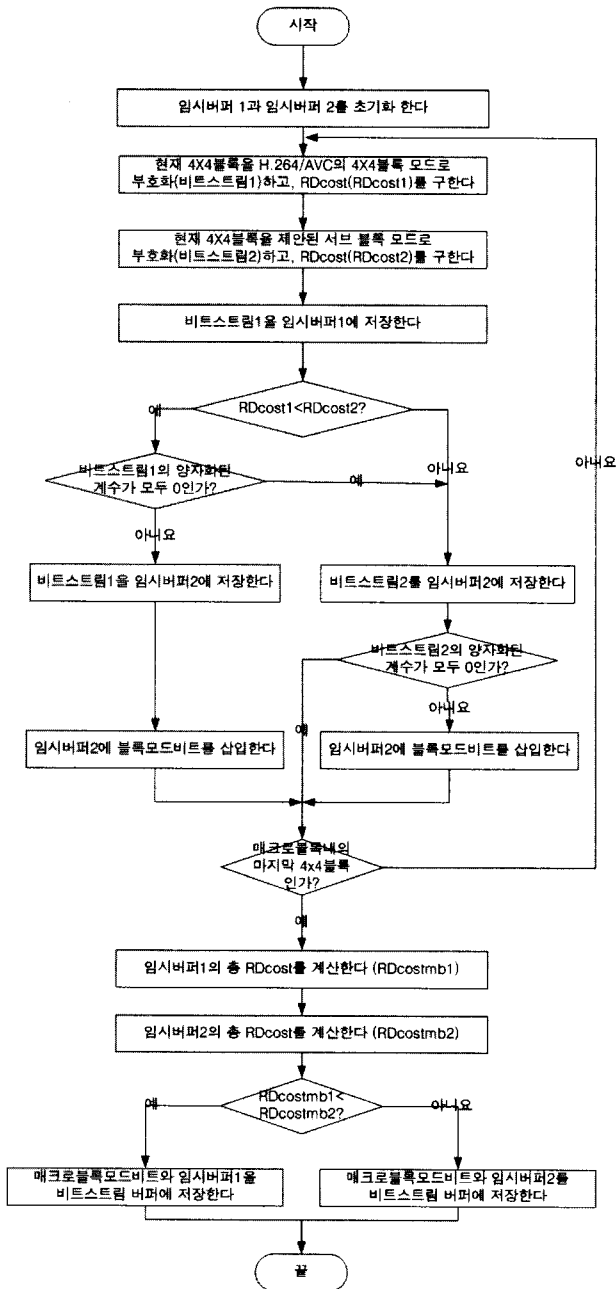 시작
임시버퍼 1과 임시버퍼 2를 초기화 한다
현재 4X4블록을 H.264/AVC의 4X4블록 모드로
부호화(비트스트림1)하고, RDcost(RDcost1)를 구한다
현재 4X4블록을 제안된 서브 블록 모드로
부호화(비트스트림2)하고, RDcost(RDcost2)를 구한다
비트스트림1을 임시버퍼1에 저장한다
RDcost1<RDcost2?
예
아니요
아니요
비트스트림1의 양자화된
계수가 모두 0인가?
예
아니요
비트스트림1을 임시버퍼2에 저장한다
비트스트림2를 임시버퍼2에 저장한다
비트스트림2의 양자화된
계수가 모두 0인가?
아니요
예
임시버퍼2에 블록모드비트를 삽입한다
임시버퍼2에 블록모드비트를 삽입한다
매크로블록내의
마지막 4x4블록
인가?
예
임시버퍼1의 총 RDcost를 계산한다 (RDcostmb1)
임시버퍼2의 총 RDcost를 계산한다 (RDcostmb2)
RDcostmb1<
RDcostmb2?
예
아니요
매크로블록모드비트와 임시버퍼1을
비트스트림 버퍼에 저장한다
매크로블록모드비트와 임시버퍼2를
비트스트림 버퍼에 저장한다
끝